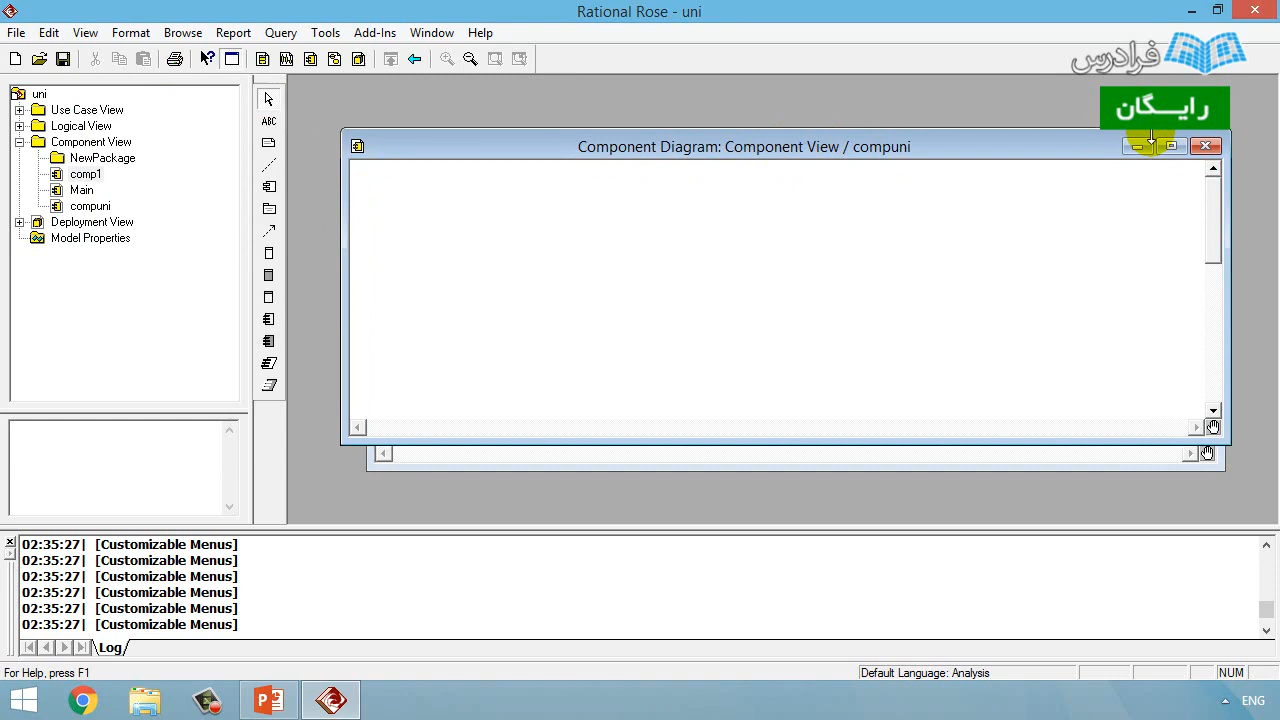 Rational Rose - uni
File Edit View Format Browse Report Query Tools Add-Ins Window Help
فرادرس
رایگان
ABC
uni
Use Case View
Logical View
Component View
NewPackage
comp1
Main
compuni
Deployment View
Model Properties
Component Diagram: Component View / compuni
02:35:27| [Customizable Menus]
02:35:27| [Customizable Menus]
02:35:27| [Customizable Menus]
02:35:27| [Customizable Menus]
02:35:27| [Customizable Menus]
02:35:27| [Customizable Menus]
Log
For Help, press F1
Default Language: Analysis
NUM
ENG